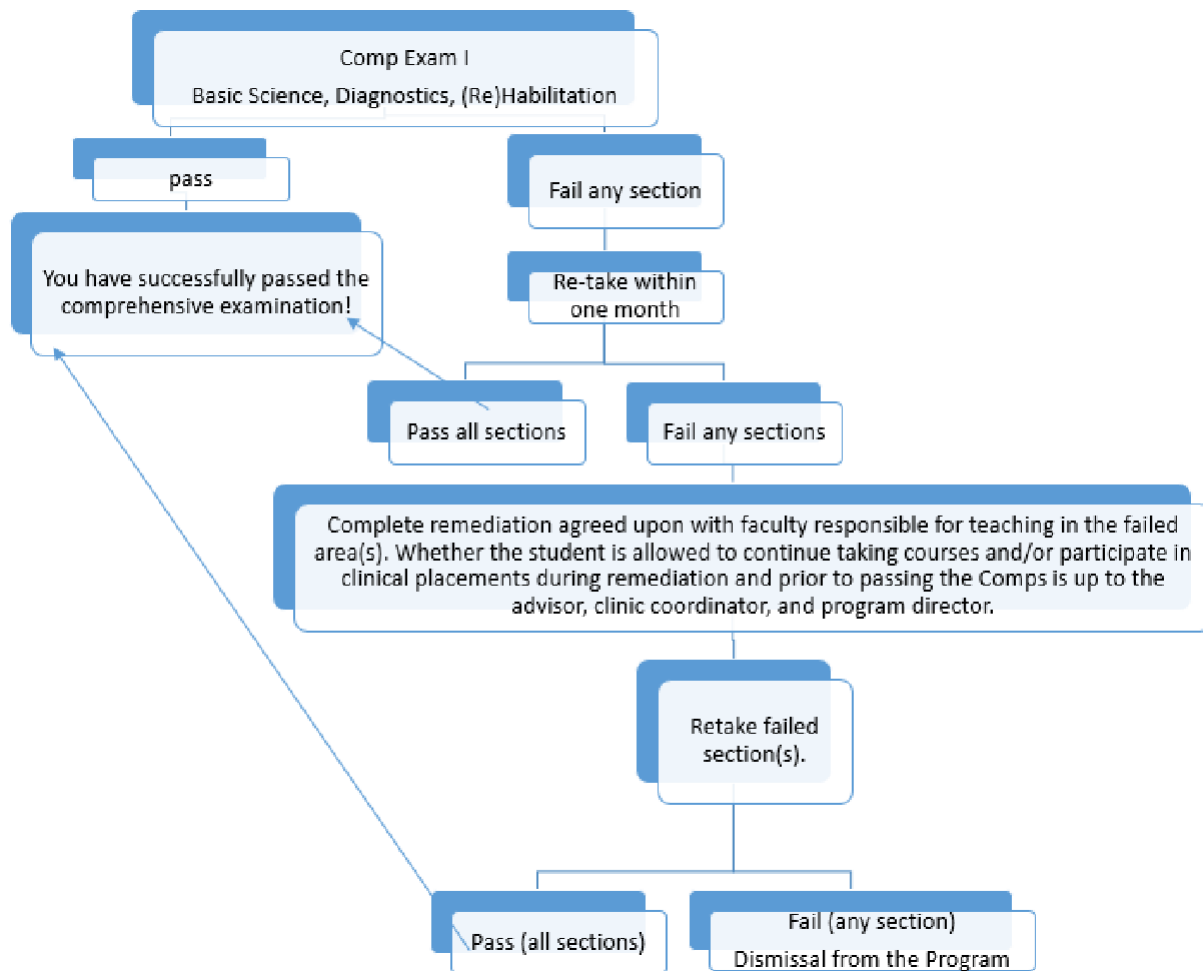 Comp Exam I
Basic Science, Diagnostics, (Re)Habilitation
pass
Fail any section
You have successfully passed the
comprehensive examination!
Re-take within
one month
Pass all sections
Fail any sections
Complete remediation agreed upon with faculty responsible for teaching in the failed
area(s). Whether the student is allowed to continue taking courses and/or participate in
clinical placements during remediation and prior to passing the Comps is up to the
advisor, clinic coordinator, and program director.
Retake failed
section(s).
Pass (all sections)
Fail (any section)
Dismissal from the Program